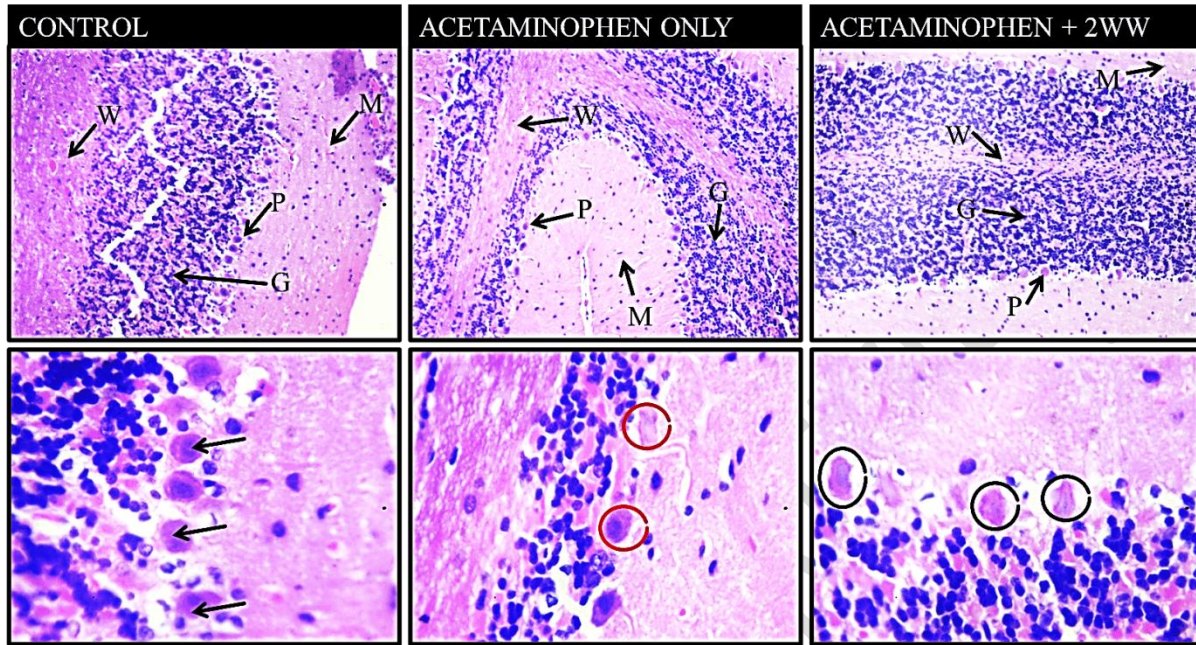 CONTROL
ACETAMINOPHEN ONLY
ACETAMINOPHEN + 2WW
W
M
P
G
W
G
P
M
M
W
G
P